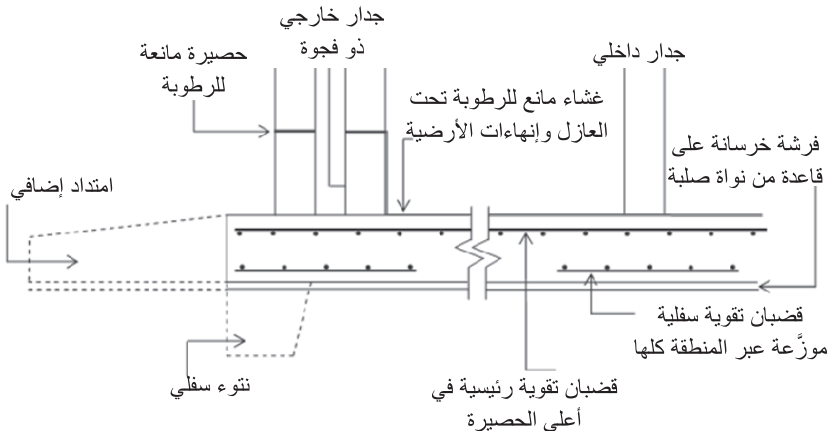 جدار خارجي
ذو فجوة
حصيرة مانعة
للرطوبة
جدار داخلي
غشاء مانع للرطوبة تحت
العازل وإنهاءات الأرضية
فرشة خرسانة على
قاعدة من نواة صلبة
امتداد إضافي
قضبان تقوية سفلية
موزَّعة عبر المنطقة كلها
نتوء سفلي
قضبان تقوية رئيسية في
أعلى الحصيرة